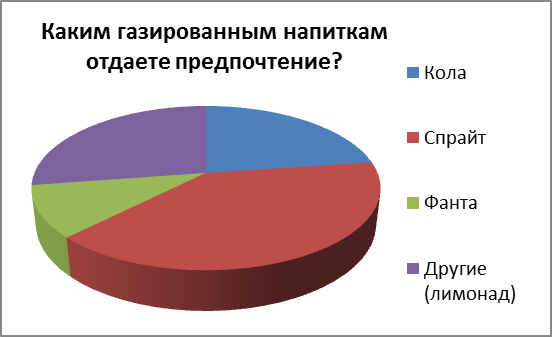 Каким газированным напиткам
отдаете предпочтение?
Кола
Спрайт
Фанта
Другие
(лимонад)